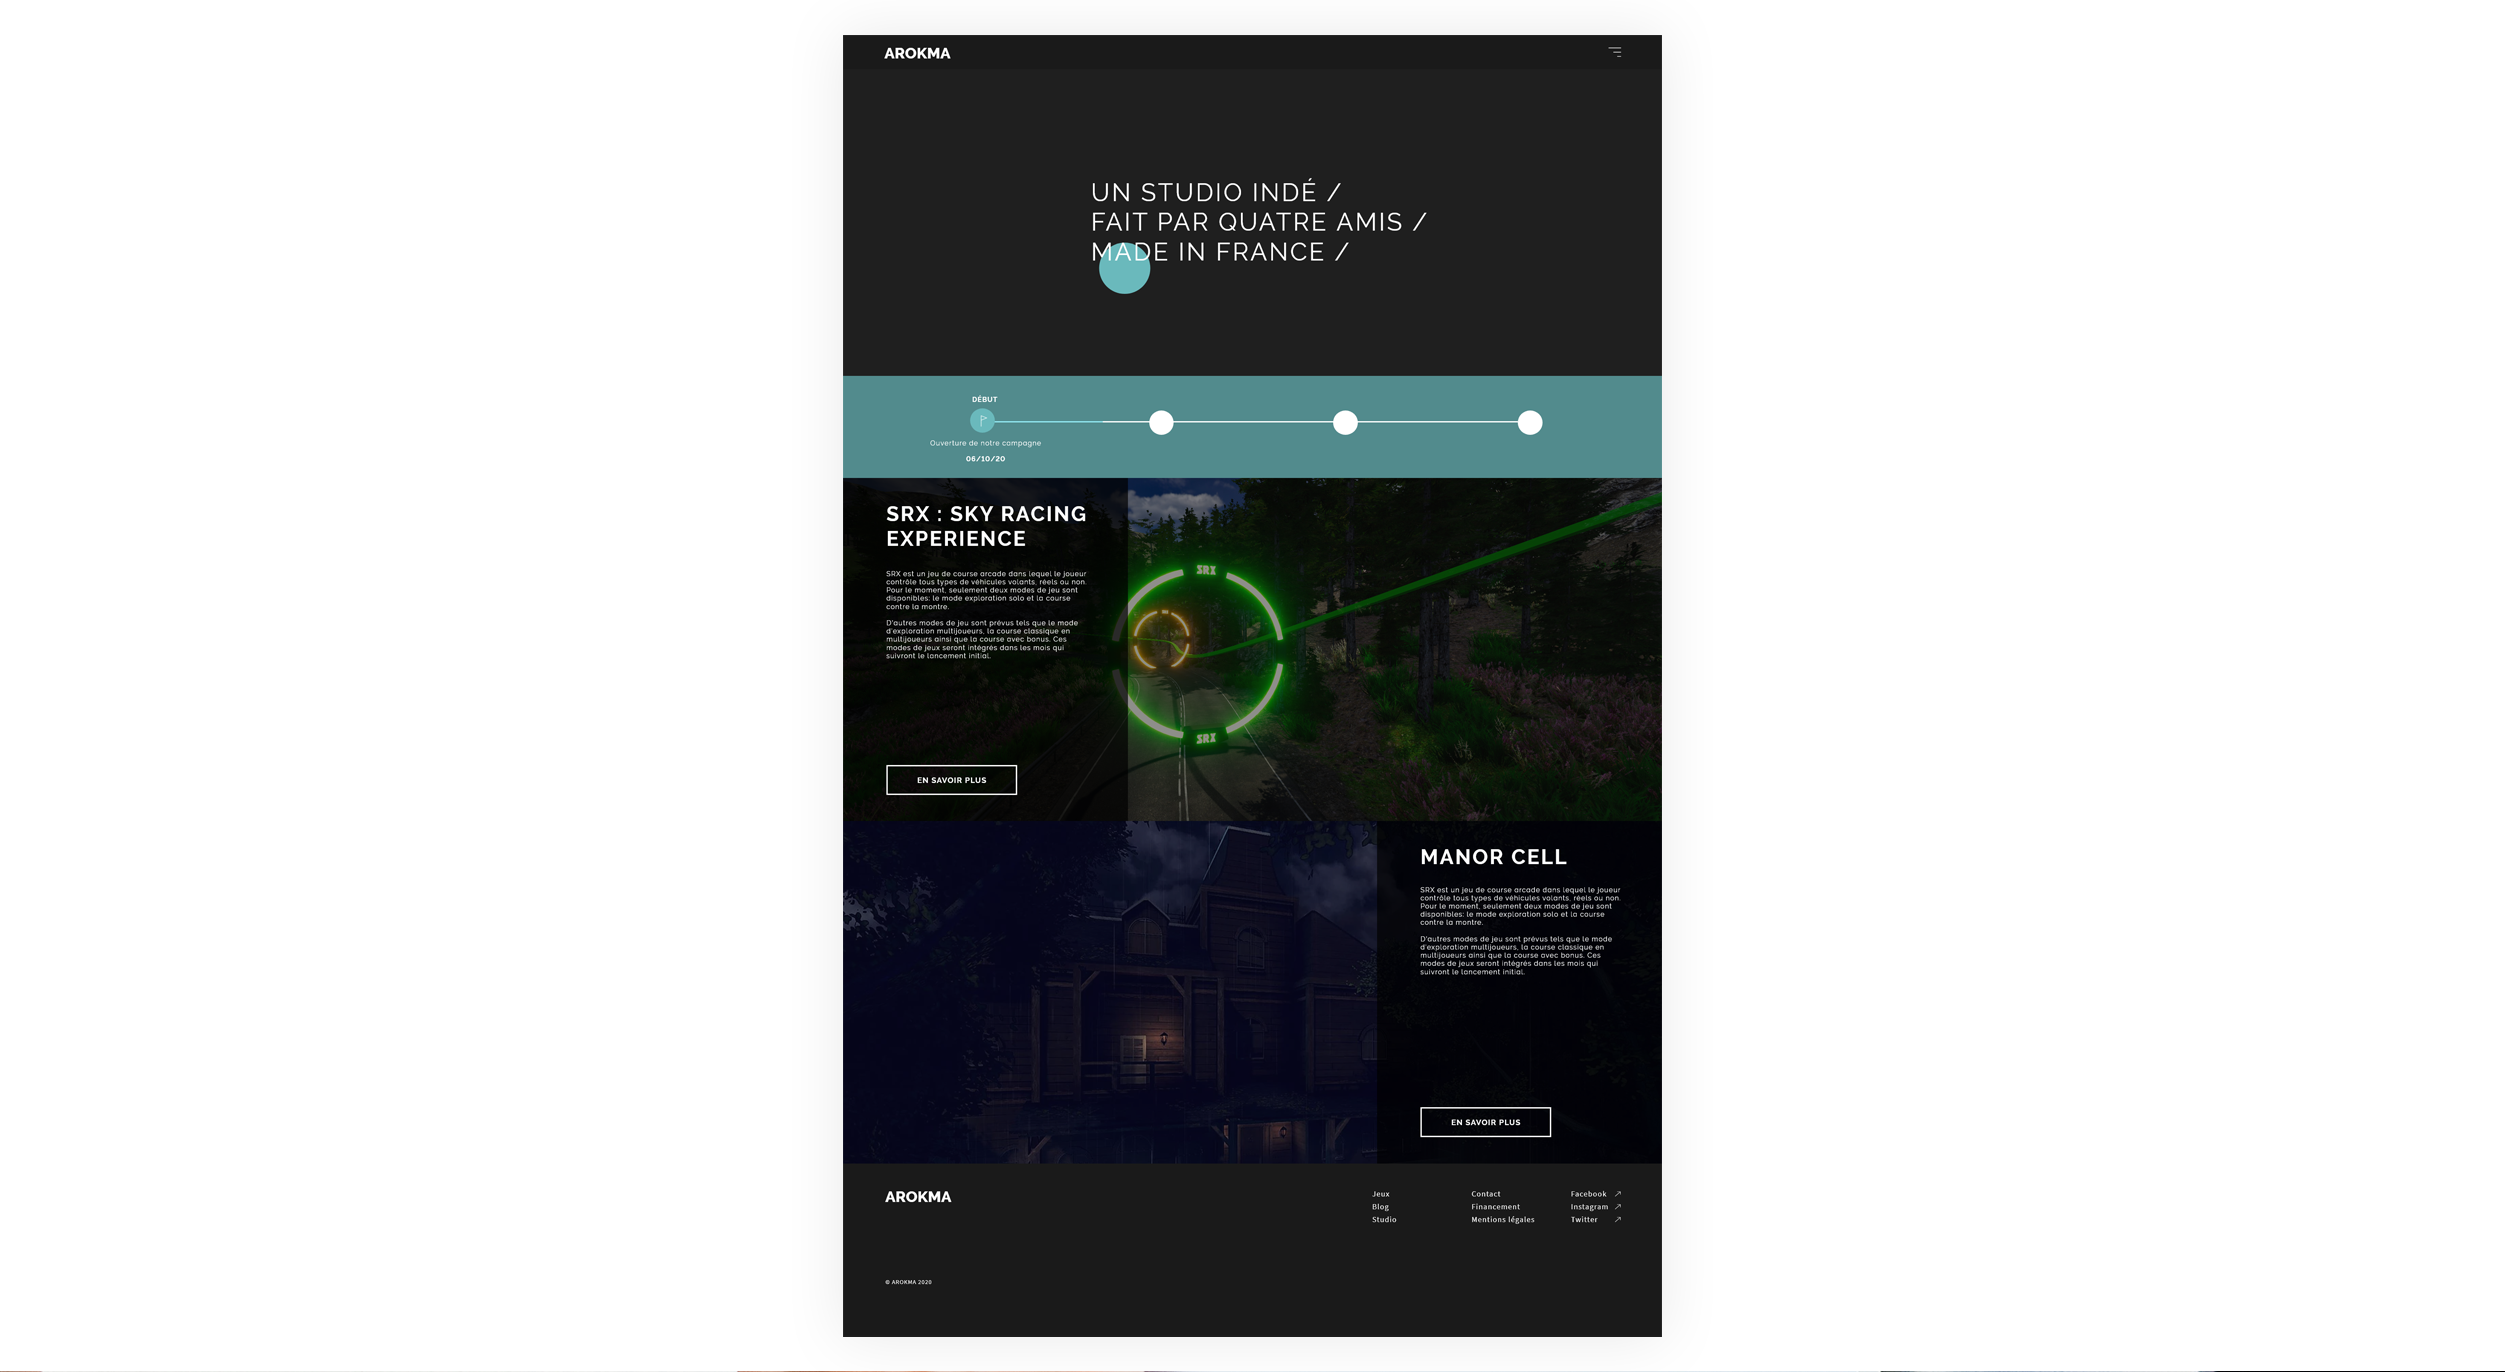 AROKMA
UN STUDIO INDÉ /
FAIT PAR QUATRE AMIS /
MADE IN FRANCE /
DÉBUT
Ouverture de notre campagne
06/10/20
SRX : SKY RACING
EXPERIENCE
SRX est un jeu de course arcade dans lequel le joueur
contrôle tous types de véhicules volants, réels ou non.
Pour le moment, seulement deux modes de jeu sont
disponibles: le mode exploration solo et la course
contre la montre.
D'autres modes de jeu sont prévus tels que le mode
d'exploration multijoueurs, la course classique en
multijoueurs ainsi que la course avec bonus. Ces
modes de jeux seront intégrés dans les mois qui
suivront le lancement initial.
EN SAVOIR PLUS
SRX
SRX
MANOR CELL
SRX est un jeu de course arcade dans lequel le joueur
contrôle tous types de véhicules volants, réels ou non.
Pour le moment, seulement deux modes de jeu sont
disponibles: le mode exploration solo et la course
contre la montre.
D'autres modes de jeu sont prévus tels que le mode
d'exploration multijoueurs, la course classique en
multijoueurs ainsi que la course avec bonus. Ces
modes de jeux seront intégrés dans les mois qui
suivront le lancement initial.
EN SAVOIR PLUS
AROKMA
Jeux
Blog
Studio
Contact
Financement
Mentions légales
Facebook
Instagram
Twitter
© AROKMA 2020